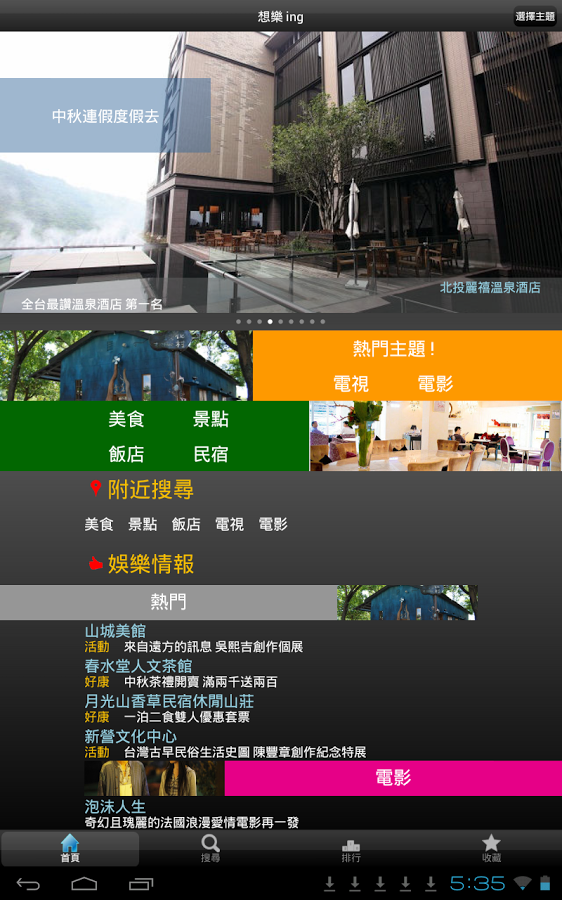 想樂 ing
選擇主題
中秋連假度假去
北投麗禧溫泉酒店
全台最讚溫泉酒店 第一名
熱門主題！
電視 電影
美食 景點
飯店 民宿
附近搜尋
美食 景點 飯店 電視 電影
娛樂情報
熱門
山城美館
活動 來自遠方的訊息 吳熙吉創作個展
春水堂人文茶館
好康 中秋茶禮開賣 滿兩千送兩百
月光山香草民宿休閒山莊
好康 一泊二食雙人優惠套票
新營文化中心
活動 台灣古早民俗生活史圖 陳豐章創作紀念特展
電影
泡沫人生
奇幻且瑰麗的法國浪漫愛情電影再一發
首頁 搜尋 排行 收藏
5:35